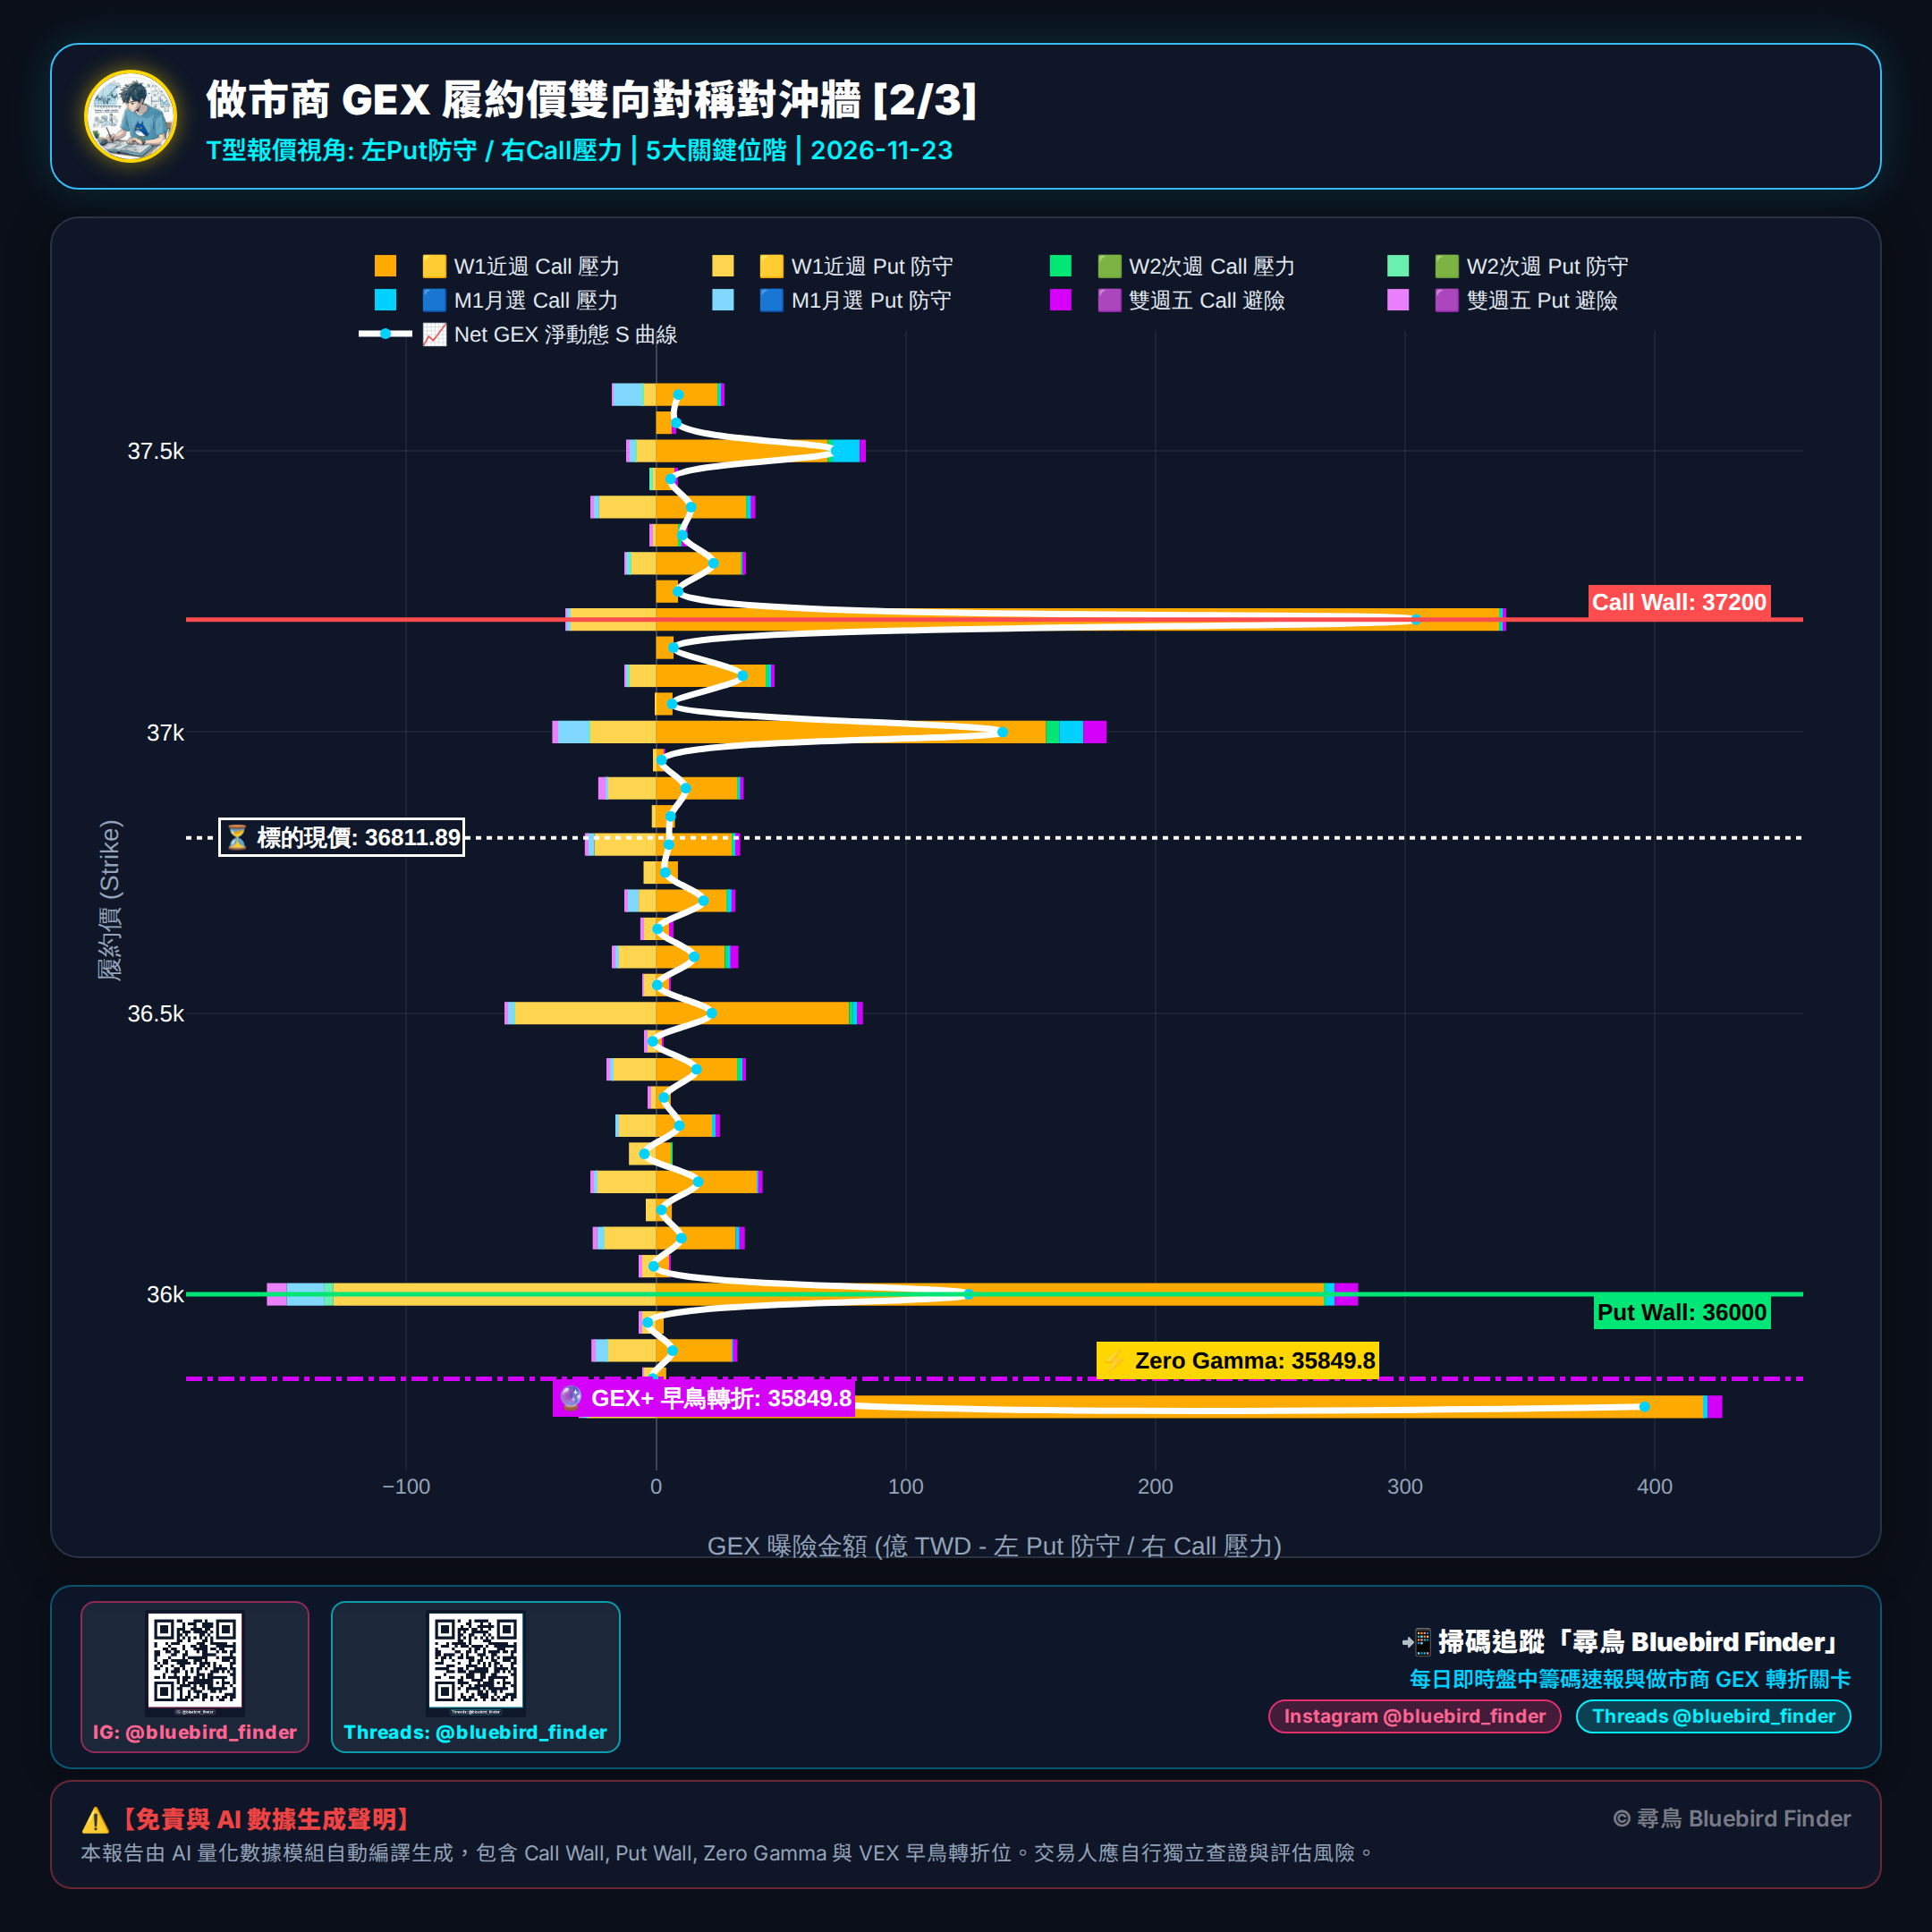 做市商 GEX 履約價雙向對稱對沖牆 [2/3]
T型報價視角: 左Put防守 / 右Call壓力 | 5大關鍵位階 | 2026-11-23
W1近週 Call 壓力
W1近週 Put 防守
W2次週 Call 壓力
W2次週 Put 防守
M1月選 Call 壓力
M1月選 Put 防守
雙週五 Call 避險
雙週五 Put 避險
Net GEX 淨動態 S 曲線
37.5k
Call Wall: 37200
37k
標的現價: 36811.89
履約價 (Strike)
36.5k
36k
Put Wall: 36000
Zero Gamma: 35849.8
GEX+ 早鳥轉折: 35849.8
−100
0
100
200
300
400
GEX 曝險金額 (億 TWD - 左 Put 防守 / 右 Call 壓力)
IG: @bluebird_finder
Threads: @bluebird_finder
IG: @bluebird_finder
Threads: @bluebird_finder
掃碼追蹤「尋鳥 Bluebird Finder」
每日即時盤中籌碼速報與做市商 GEX 轉折關卡
Instagram @bluebird_finder
Threads @bluebird_finder
【免責與 AI 數據生成聲明】
© 尋鳥 Bluebird Finder
本報告由 AI 量化數據模組自動編譯生成，包含 Call Wall, Put Wall, Zero Gamma 與 VEX 早鳥轉折位。交易人應自行獨立查證與評估風險。